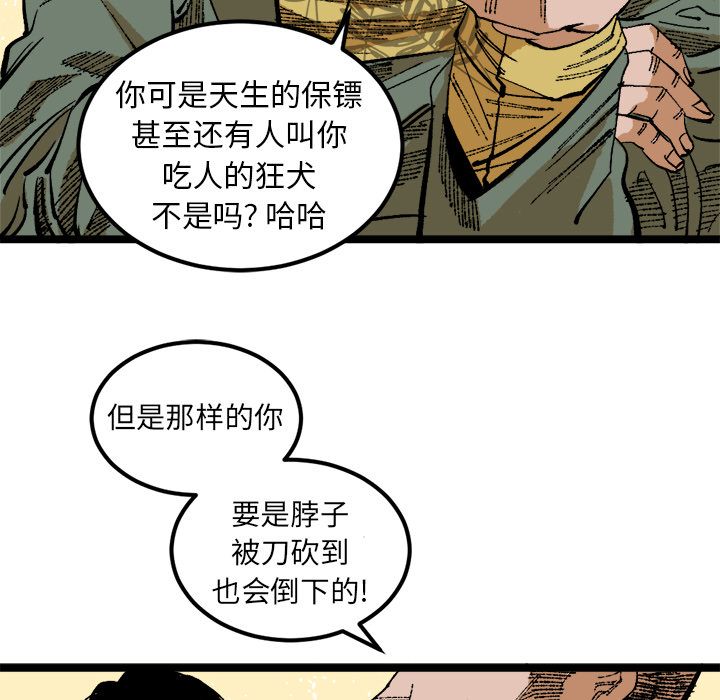 你可是天生的保镖
甚至还有人叫你
吃人的狂犬
不是吗? 哈哈
但是那样的你
要是脖子
被刀砍到
也会倒下的!